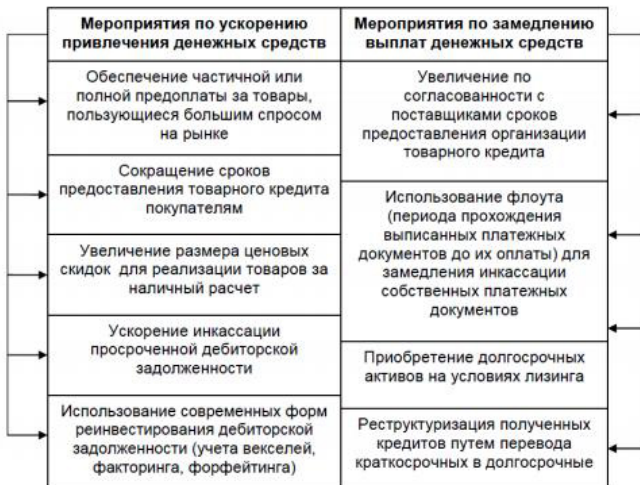 Мероприятия по ускорению
привлечения денежных средств
Обеспечение частичной или
полной предоплаты за товары,
пользующиеся большим спросом
на рынке
Сокращение сроков
предоставления товарного кредита
покупателям
Увеличение размера ценовых
скидок для реализации товаров за
наличный расчет
Ускорение инкассации
просроченной дебиторской
задолженности
Использование современных форм
реинвестирования дебиторской
задолженности (учета векселей,
факторинга, форфейтинга)
Мероприятия по замедлению
выплат денежных средств
Увеличение по
согласованности с
поставщиками сроков
предоставления организации
товарного кредита
Использование флоута
(периода прохождения
выписанных платежных
документов до их оплаты) для
замедления инкассации
собственных платежных
документов
Приобретение долгосрочных
активов на условиях лизинга
Реструктуризация полученных
кредитов путем перевода
краткосрочных в долгосрочные